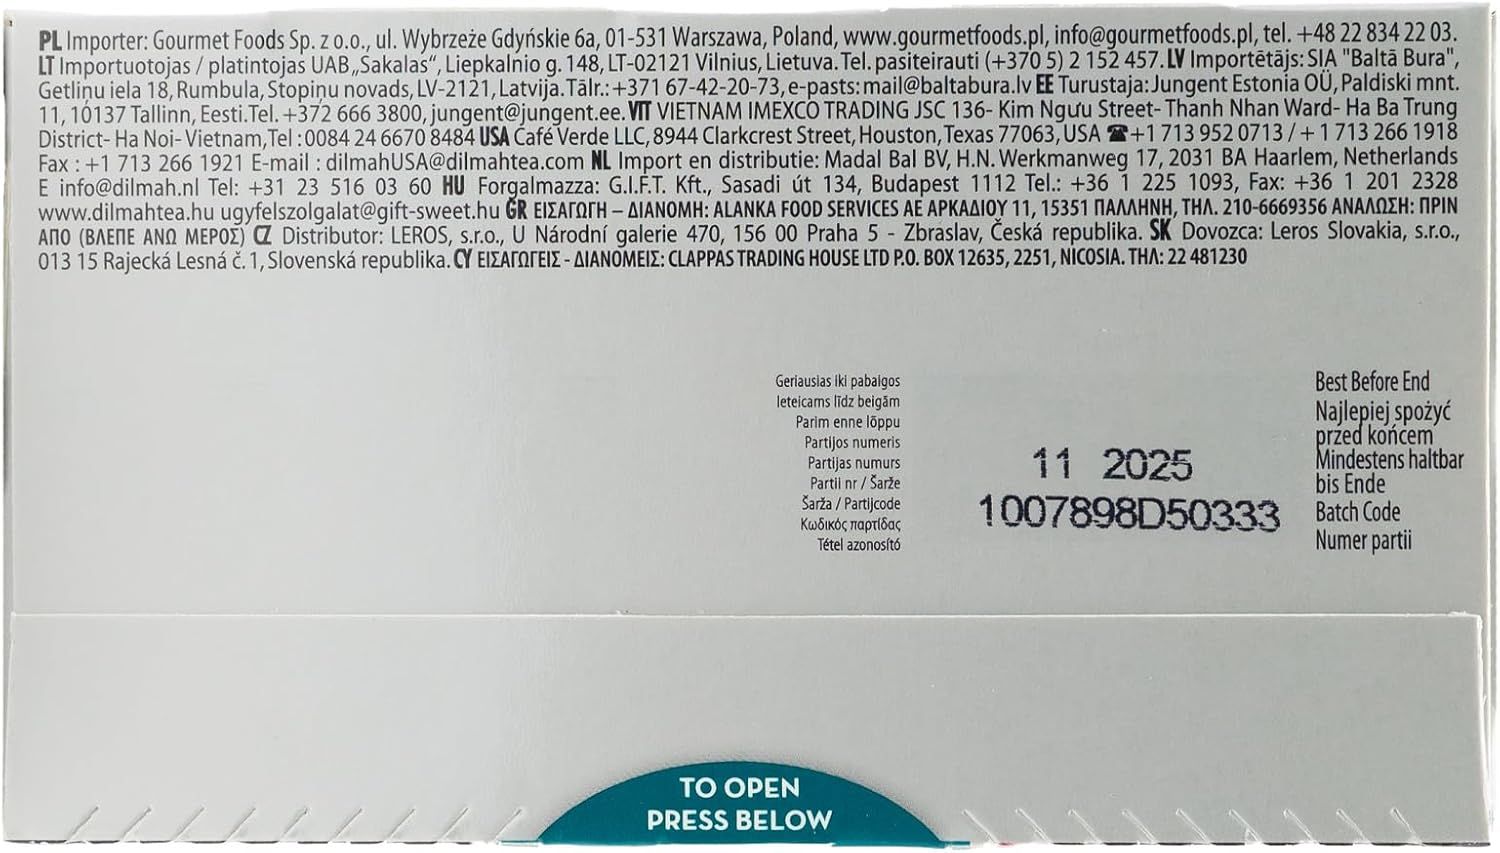 PL Importer: Gourmet Foods Sp. z o.o., ul. Wybrzeże Gdyńskie 6a, 01-531 Warszawa, Poland, www.gourmetfoods.pl, info@gourmetfoods.pl, tel. +48 22 834 22 03.
LT Importuotojas / platintojas UAB„Sakalas“, Liepkalnio g. 148, LT-02121 Vilnius, Lietuva. Tel. pasiteirauti (+370 5) 2 152 457. LV Importētājs: SIA "Baltā Bura",
Getliņu iela 18, Rumbula, Stopiņu novads, LV-2121, Latvija. Tālr.: +371 67-42-20-73, e-pasts: mail@baltabura.lv EE Turustaja: Jungent Estonia OÜ, Paldiski mnt.
11, 10137 Tallinn, Eesti. Tel. +372 666 3800, jungent@jungent.ee. VIT VIETNAM IMEXCO TRADING JSC 136- Kim Ngưu Street- Thanh Nhan Ward- Ha Ba Trung
District- Ha Noi- Vietnam, Tel : 0084 24 6670 8484 USA Café Verde LLC, 8944 Clarkcrest Street, Houston, Texas 77063, USA ☎ +1 713 952 0713 / + 1 713 266 1918
Fax : +1 713 266 1921 E-mail : dilmahUSA@dilmahtea.com NL Import en distributie: Madal Bal BV, H.N. Werkmanweg 17, 2031 BA Haarlem, Netherlands
E info@dilmah.nl Tel: +31 23 516 03 60 HU Forgalmazza: G.I.F.T. Kft., Sasadi út 134, Budapest 1112 Tel.: +36 1 225 1093, Fax: +36 1 201 2328
www.dilmahtea.hu ugyfelszolgalat@gift-sweet.hu GR ΕΙΣΑΓΩΓΗ – ΔΙΑΝΟΜΗ: ALANKA FOOD SERVICES AE ΑΡΚΑΔΙΟΥ 11, 15351 ΠΑΛΛΗΝΗ, ΤΗΛ. 210-6669356 ΑΝΑΛΩΣΗ: ΠΡΙΝ
ΑΠΟ (ΒΛΕΠΕ ΑΝΩ ΜΕΡΟΣ) CZ Distributor: LEROS, s.r.o., U Národní galerie 470, 156 00 Praha 5 - Zbraslav, Česká republika. SK Dovozca: Leros Slovakia, s.r.o.,
013 15 Rajecká Lesná č. 1, Slovenská republika. CY ΕΙΣΑΓΩΓΕΙΣ - ΔΙΑΝΟΜΕΙΣ: CLAPPAS TRADING HOUSE LTD P.O. BOX 12635, 2251, NICOSIA. ΤΗΛ: 22 481230
Geriausias iki pabaigos
Ieteicams līdz beigām
Parim enne lõppu
Partijos numeris
Partijas numurs
Partii nr / Šarže
Šarža / Partijcode
Κωδικός παρτίδας
Tétel azonosító
11 2025
1007898D50333
Best Before End
Najlepiej spożyć
przed końcem
Mindestens haltbar
bis Ende
Batch Code
Numer partii
TO OPEN
PRESS BELOW